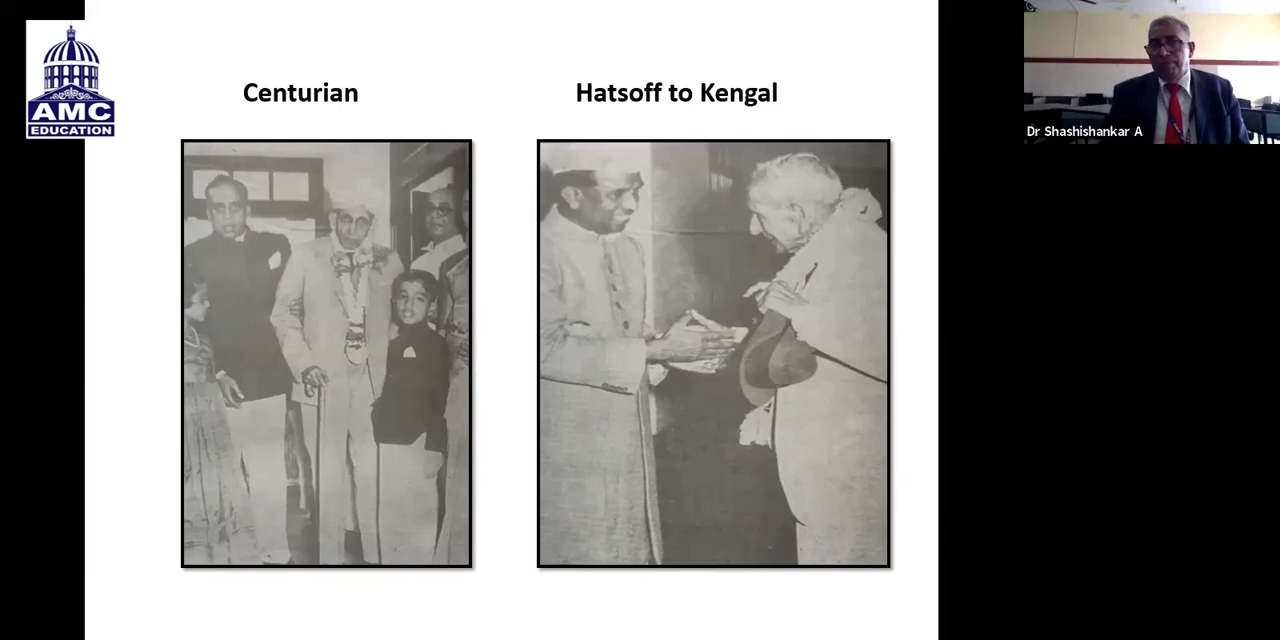 AMC
EDUCATION
Centurian
Hatsoff to Kengal
Dr Shashishankar A